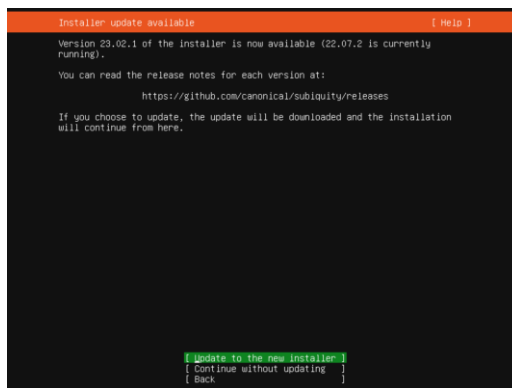 Installer update available [ Help ]
Version 23.02.1 of the installer is now available (22.07.2 is currently
running).
You can read the release notes for each version at:
https://github.com/canonical/subiquity/releases
If you choose to update, the update will be downloaded and the installation
will continue from here.
[ Update to the new installer ]
[ Continue without updating ]
[ Back ]